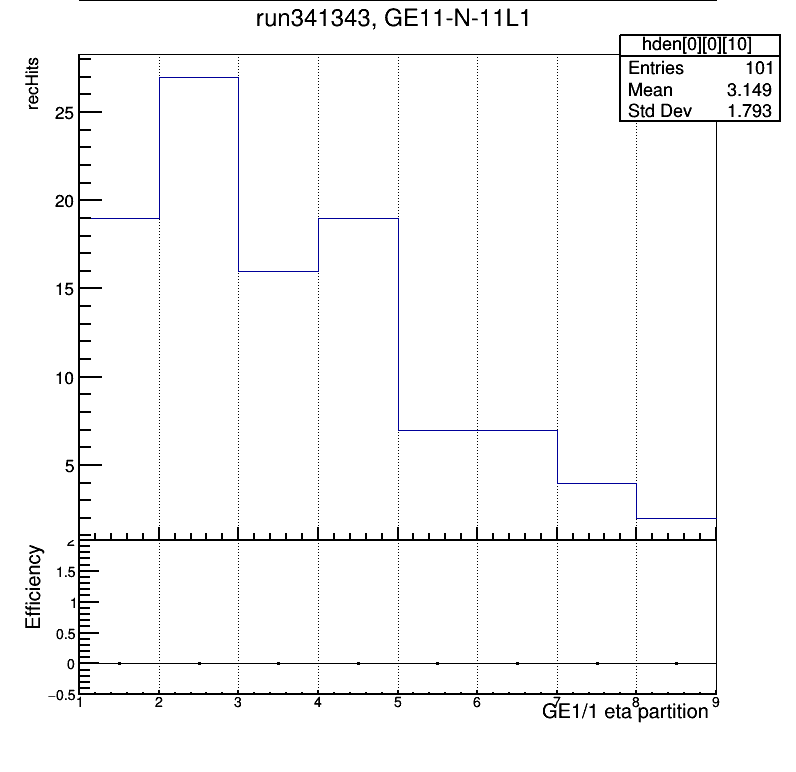 run341343, GE11-N-11L1
hden[0][0][10]
Entries 101
Mean 3.149
Std Dev 1.793
recHits
25
20
15
10
5
Efficiency
2
1.5
1
0.5
0
−0.5
1 2 3 4 5 6 7 8 9
GE1/1 eta partition